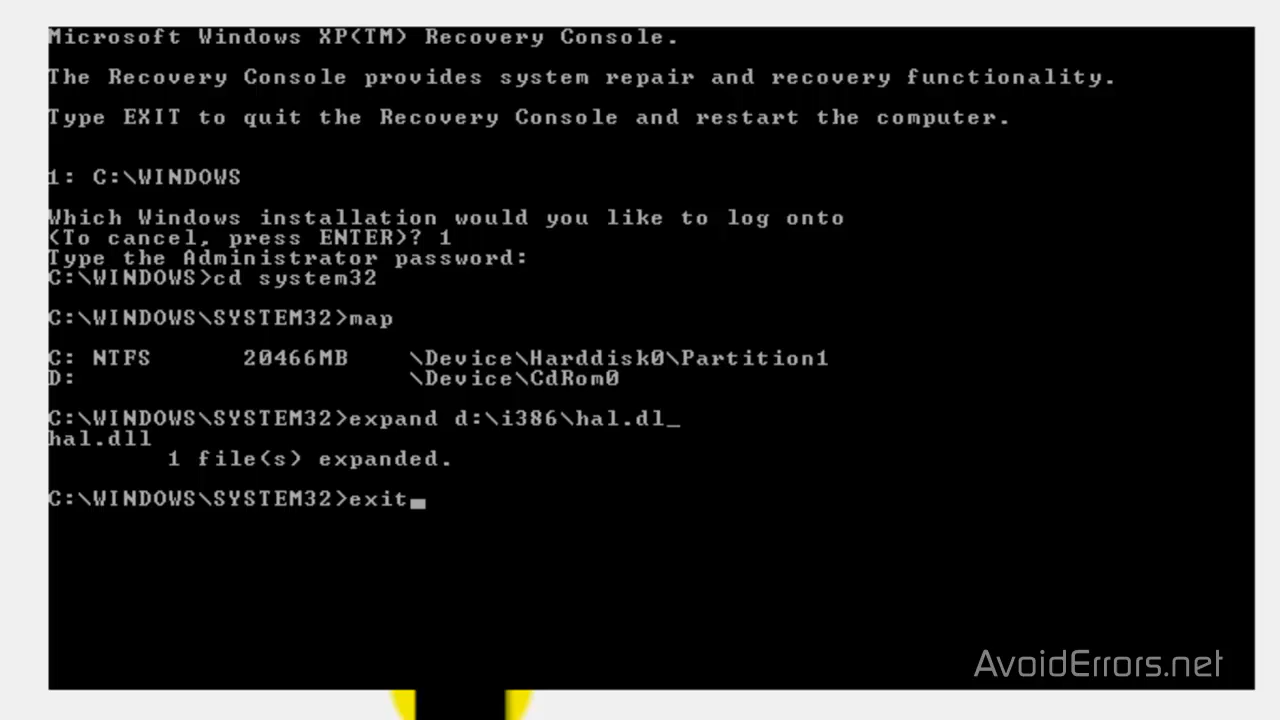 Microsoft Windows XP(TM) Recovery Console.
The Recovery Console provides system repair and recovery functionality.
Type EXIT to quit the Recovery Console and restart the computer.
1: C:\WINDOWS
Which Windows installation would you like to log onto
(To cancel, press ENTER)? 1
Type the Administrator password:
C:\WINDOWS>cd system32
C:\WINDOWS\SYSTEM32>map
C: NTFS 20466MB \Device\Harddisk0\Partition1
D: \Device\CdRom0
C:\WINDOWS\SYSTEM32>expand d:\i386\hal.dl_
hal.dll
1 file(s) expanded.
C:\WINDOWS\SYSTEM32>exit
AvoidErrors.net